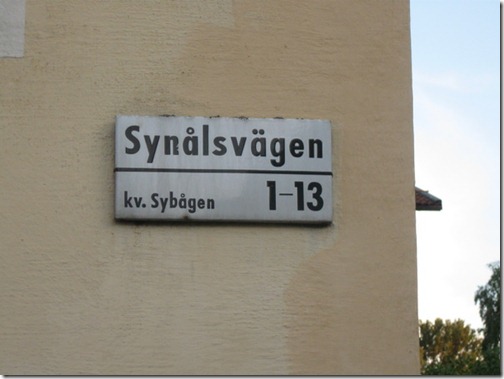 Synålsvägen
kv. Sybågen 1-13